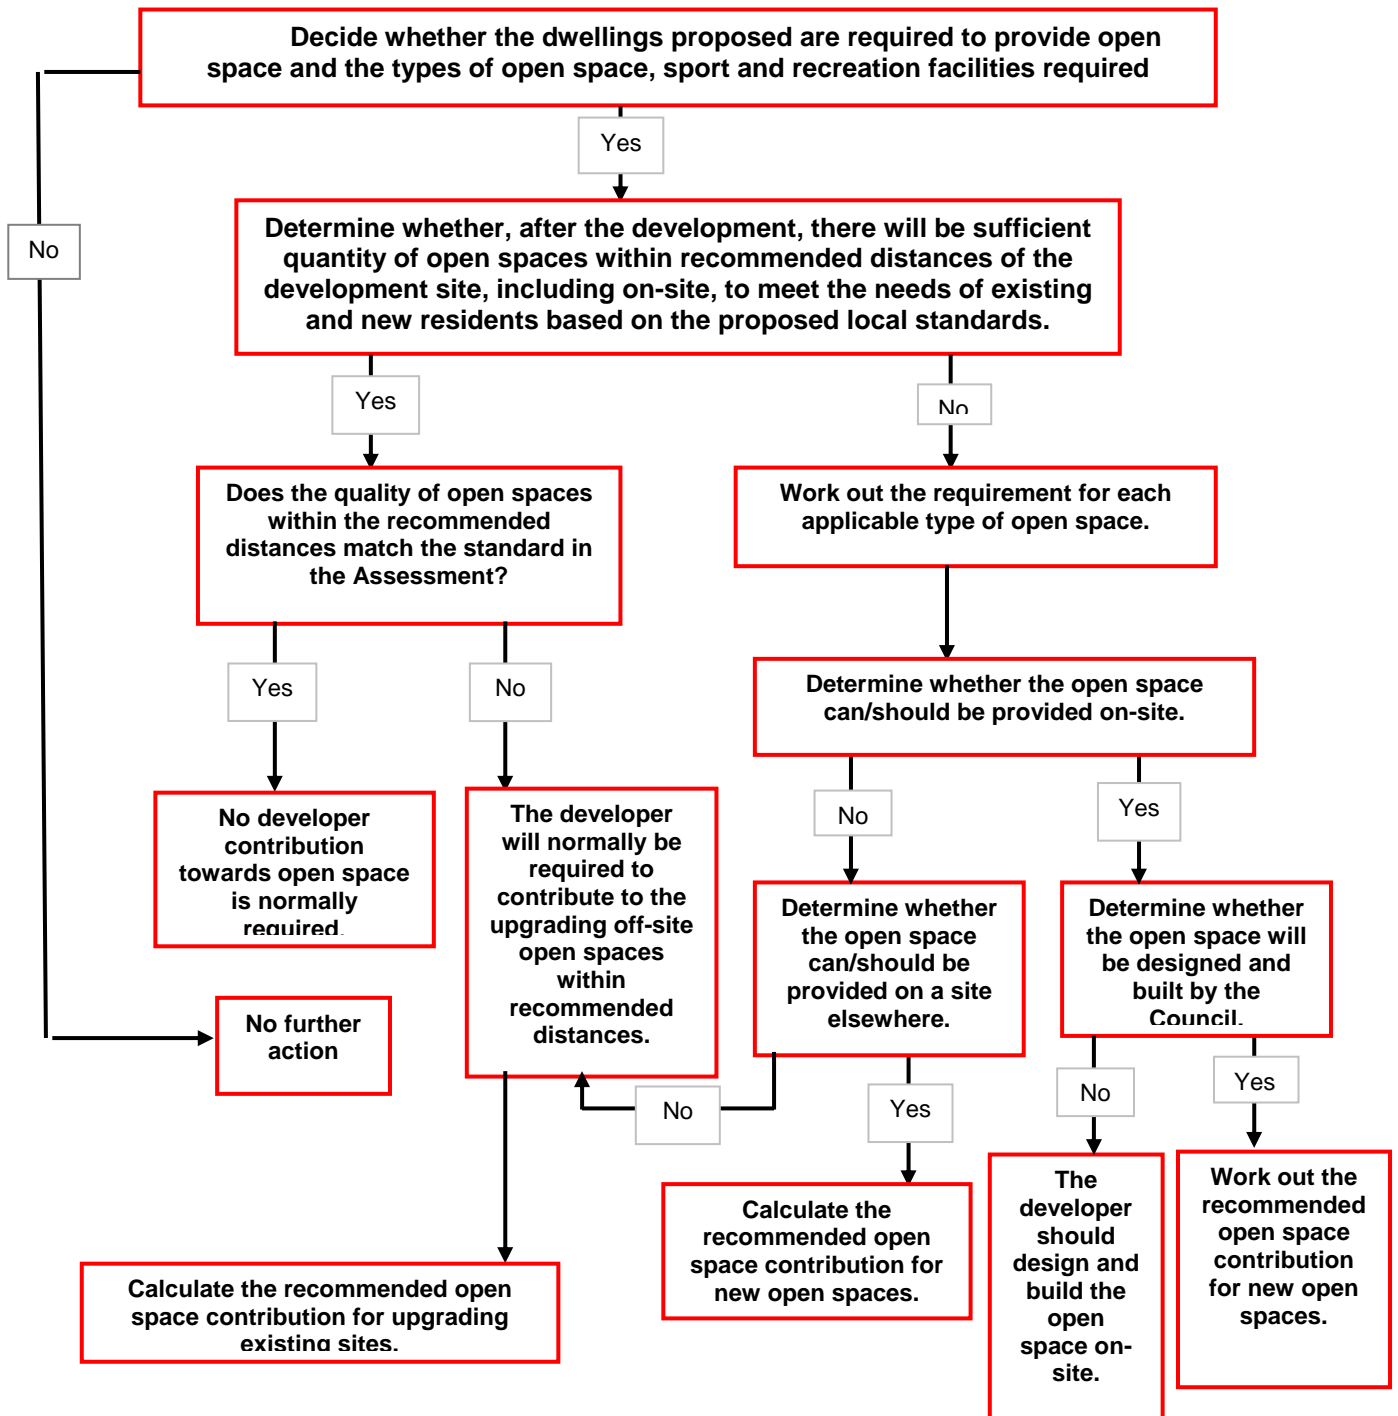 Decide whether the dwellings proposed are required to provide open
space and the types of open space, sport and recreation facilities required
Yes
No
Determine whether, after the development, there will be sufficient
quantity of open spaces within recommended distances of the
development site, including on-site, to meet the needs of existing
and new residents based on the proposed local standards.
Yes
No
Does the quality of open spaces
within the recommended
distances match the standard in
the Assessment?
Work out the requirement for each
applicable type of open space.
Yes
No
Determine whether the open space
can/should be provided on-site.
No
Yes
No developer
contribution
towards open space
is normally
required.
The developer
will normally be
required to
contribute to the
upgrading off-site
open spaces
within
recommended
distances.
Determine whether
the open space
can/should be
provided on a site
elsewhere.
Determine whether
the open space will
be designed and
built by the
Council.
No further
action
No
Yes
No
Yes
Calculate the recommended open
space contribution for upgrading
existing sites.
Calculate the
recommended open
space contribution for
new open spaces.
The
developer
should
design and
build the
open
space on-
site.
Work out the
recommended
open space
contribution
for new open
spaces.